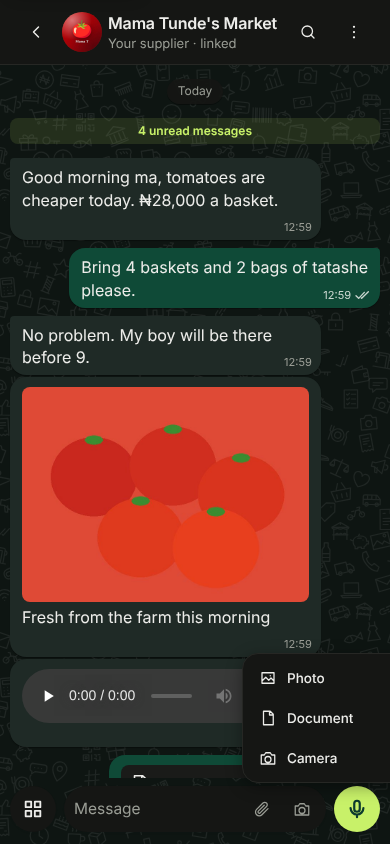 Mama Tunde's Market
Your supplier · linked
Today
4 unread messages
Good morning ma, tomatoes are
cheaper today. ₦28,000 a basket.
12:59
Bring 4 baskets and 2 bags of tatashe
please.
12:59
No problem. My boy will be there
before 9.
12:59
Fresh from the farm this morning
12:59
0:00 / 0:00
Photo
Document
Camera
Message